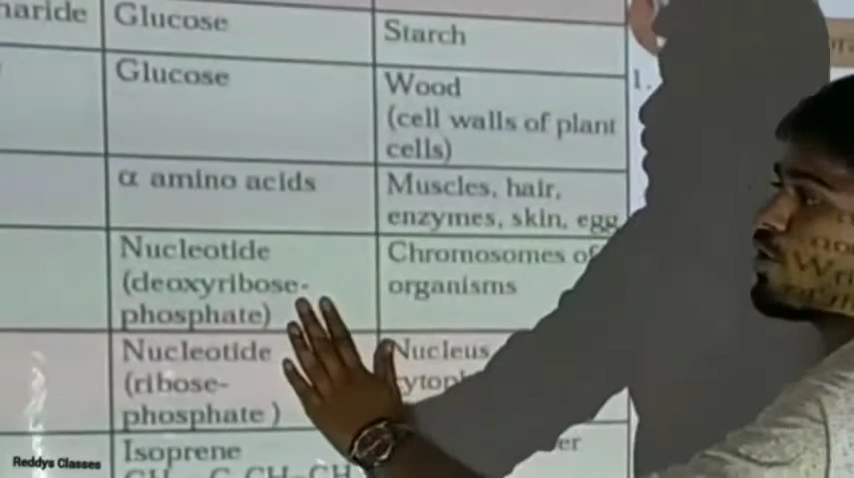 Glucose
Starch
Glucose
Wood
(cell walls of plant
cells)
1.
α amino acids
Muscles, hair,
enzymes, skin, egg
Nucleotide
(deoxyribose-
phosphate)
Chromosomes of
organisms
Nucleotide
(ribose-
phosphate )
Nucleus
Isoprene
Reddys Classes